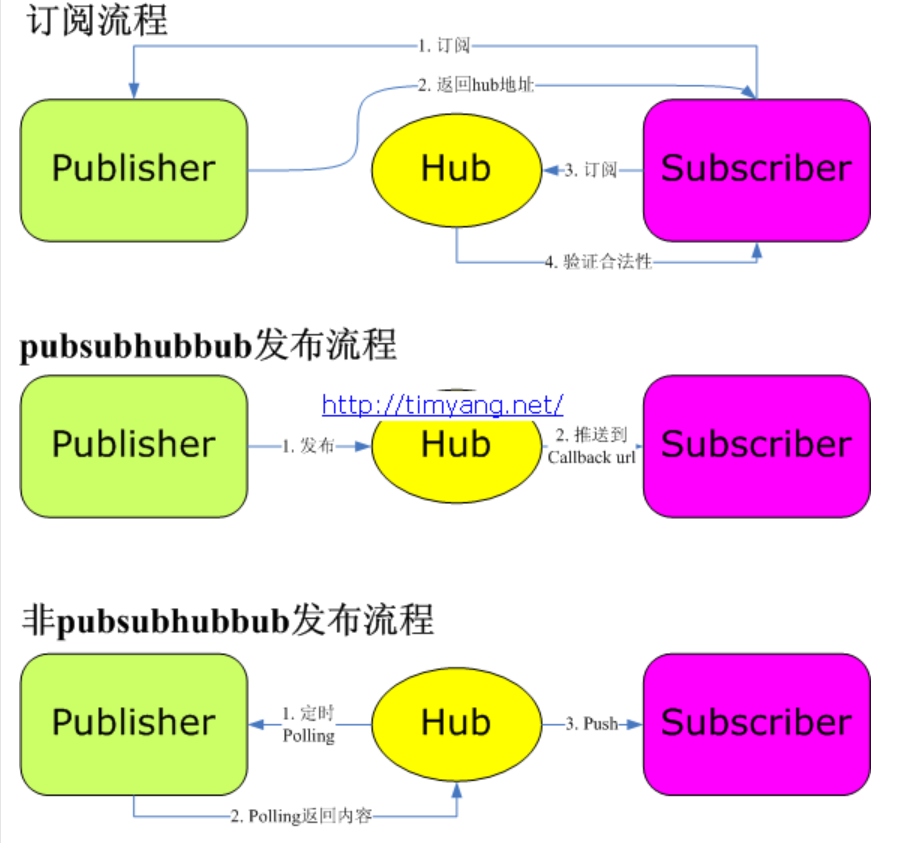 订阅流程
1. 订阅
2. 返回hub地址
Publisher
Hub
3. 订阅
Subscriber
4. 验证合法性
pubsubhubbub发布流程
http://timyang.net/
Publisher
1. 发布
Hub
2. 推送到
Callback url
Subscriber
非pubsubhubbub发布流程
Publisher
1. 定时
Polling
Hub
3. Push
Subscriber
2. Polling返回内容